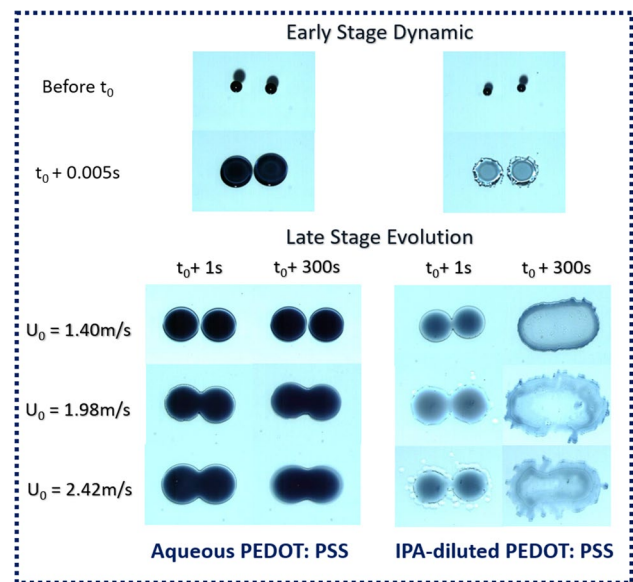 Early Stage Dynamic
Before t₀
t₀ + 0.005s
Late Stage Evolution
t₀+ 1s t₀+ 300s t₀+ 1s t₀+ 300s
U₀ = 1.40m/s
U₀ = 1.98m/s
U₀ = 2.42m/s
Aqueous PEDOT: PSS IPA-diluted PEDOT: PSS